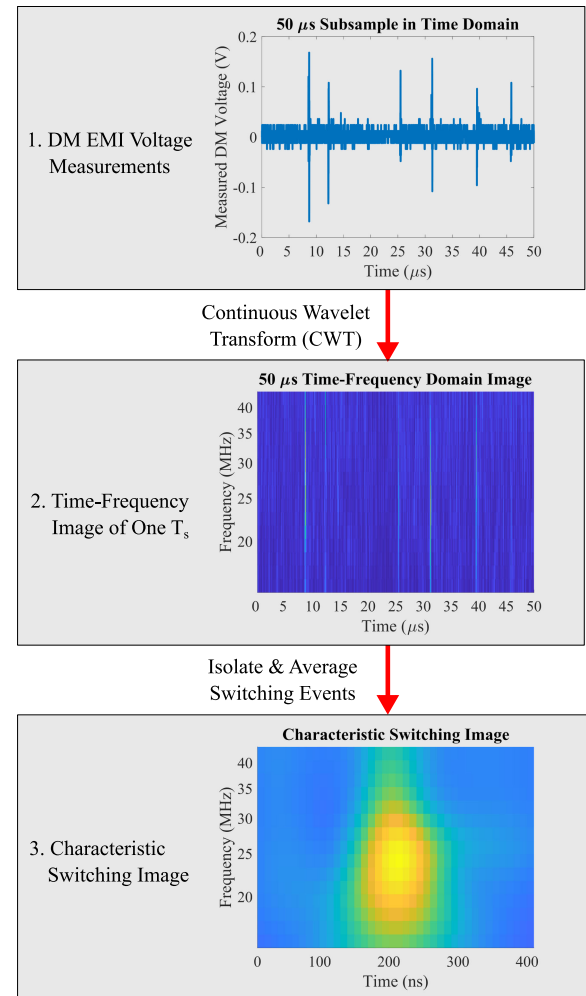 50 μs Subsample in Time Domain
0.2
0.1
0
-0.1
-0.2
Measured DM Voltage (V)
0 5 10 15 20 25 30 35 40 45 50
Time (μs)
1. DM EMI Voltage
Measurements
Continuous Wavelet
Transform (CWT)
50 μs Time-Frequency Domain Image
40
35
30
25
20
Frequency (MHz)
0 5 10 15 20 25 30 35 40 45 50
Time (μs)
2. Time-Frequency
Image of One Ts
Isolate & Average
Switching Events
Characteristic Switching Image
40
35
30
25
20
Frequency (MHz)
0 100 200 300 400
Time (ns)
3. Characteristic
Switching Image